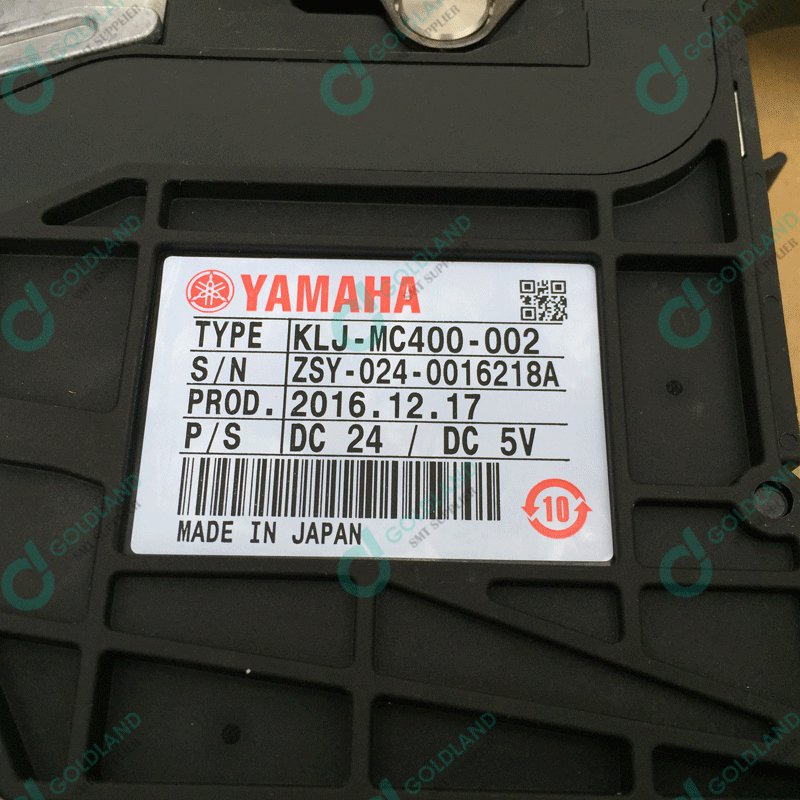 YAMAHA
TYPE KLJ-MC400-002
S/N ZSY-024-0016218A
PROD. 2016.12.17
P/S DC 24 / DC 5V
10
MADE IN JAPAN
GOLDLAND
SMT SUPPLIER